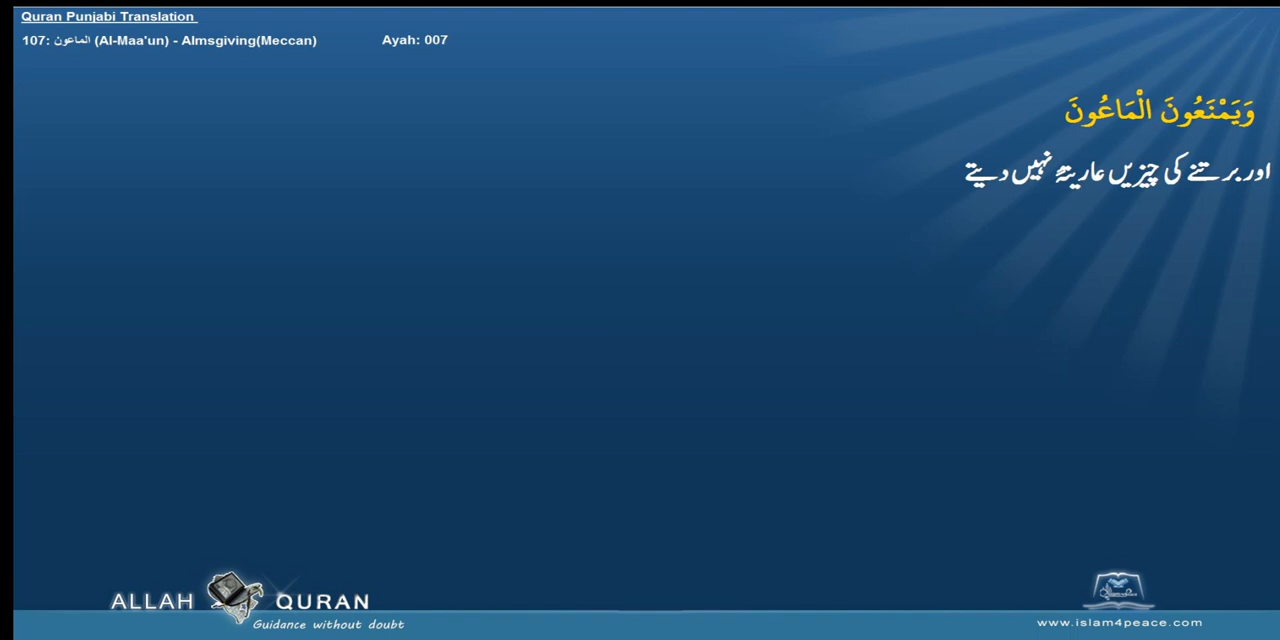 Quran Punjabi Translation
107: الماعون (Al-Maa'un) - Almsgiving(Meccan) Ayah: 007
وَيَمْنَعُونَ الْمَاعُونَ
اور برتنے کی چیزیں عاریتہً نہیں دیتے
ALLAH QURAN
Guidance without doubt
www.islam4peace.com